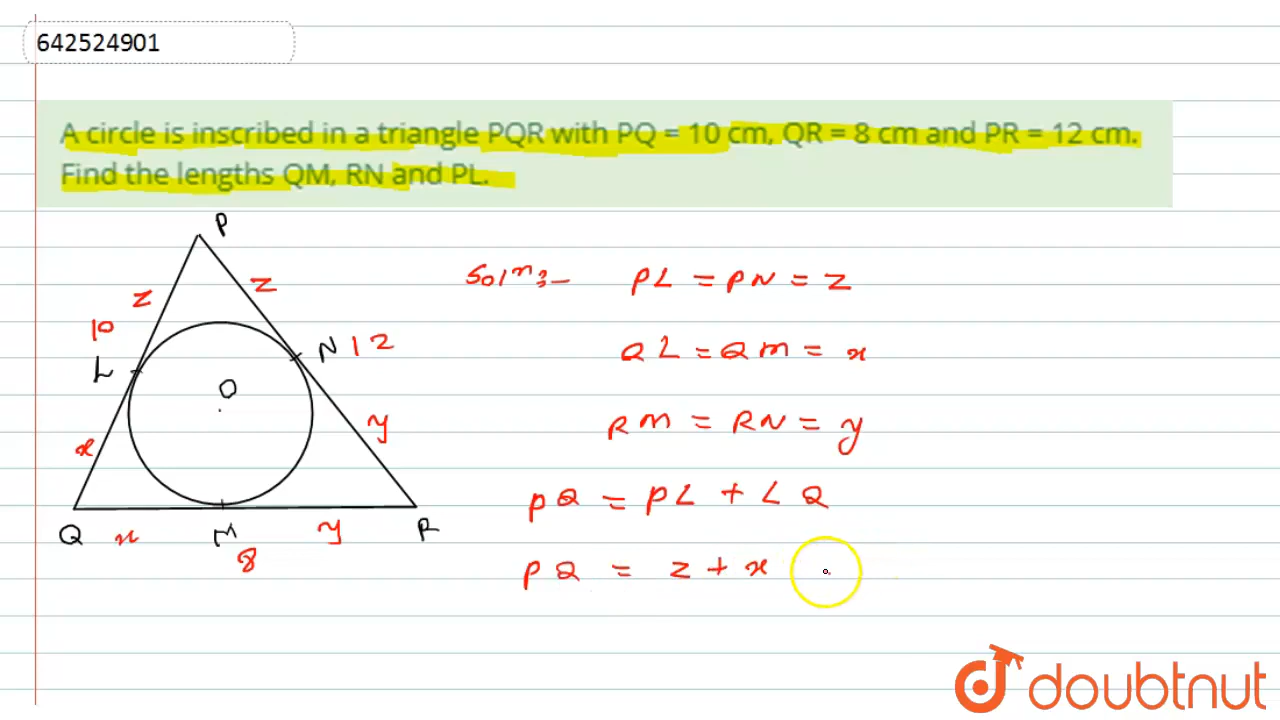 642524901
A circle is inscribed in a triangle PQR with PQ = 10 cm, QR = 8 cm and PR = 12 cm.
Find the lengths QM, RN and PL.
P
z
z
10
L
N 12
O
x
y
Q
x
M
y
R
8
Solⁿ:-
PL = PN = z
QL = QM = x
RM = RN = y
PQ = PL + LQ
PQ = z + x
doubtnut